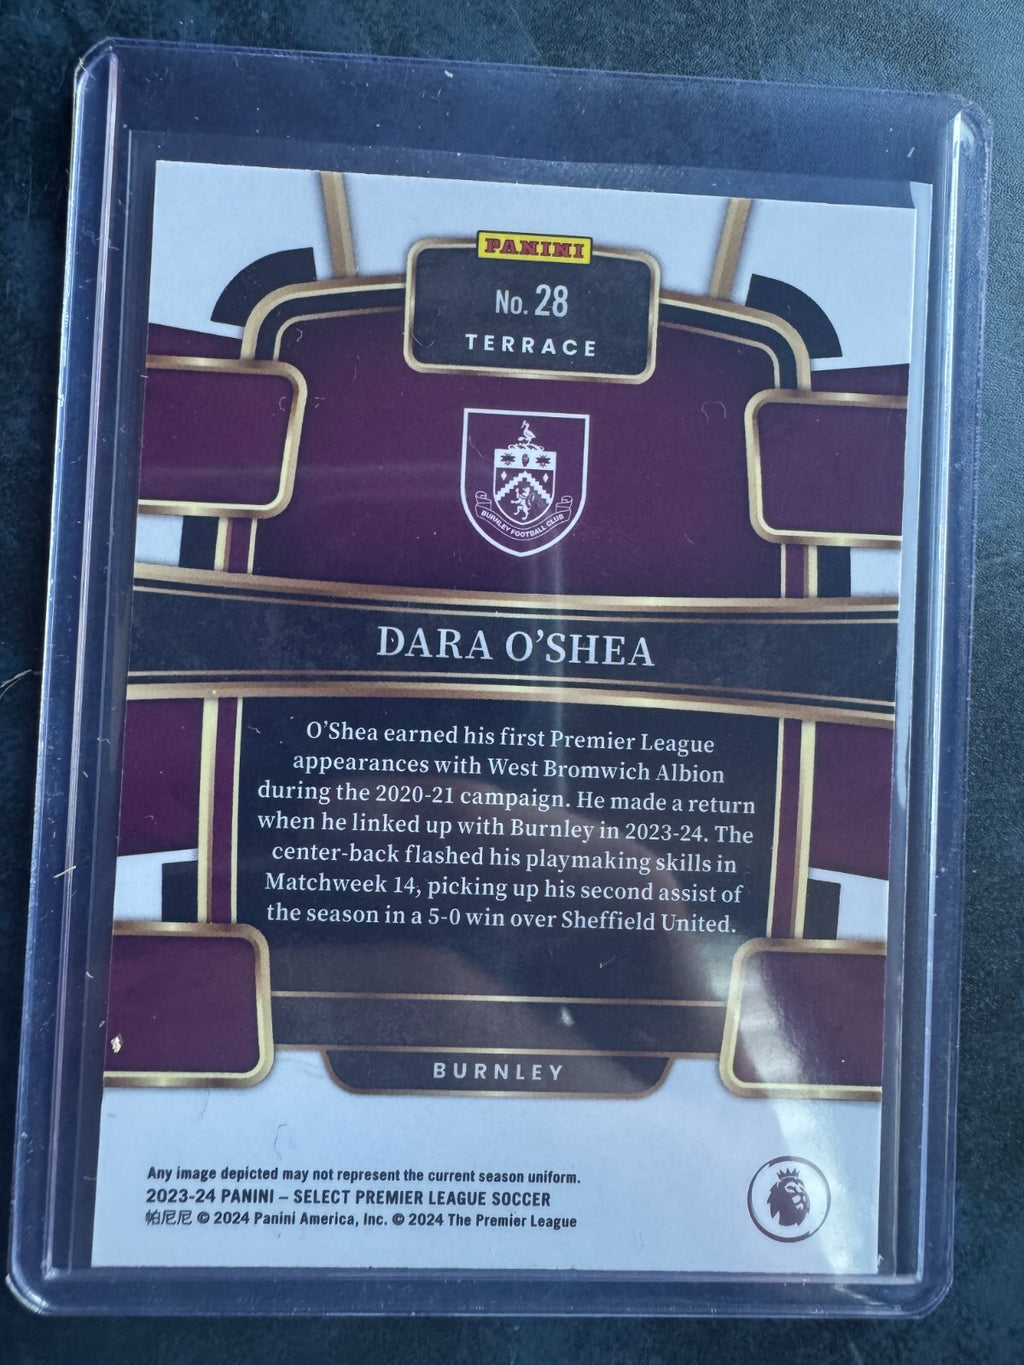 PANINI
No. 28
TERRACE
BURNLEY FOOTBALL CLUB
DARA O’SHEA
O’Shea earned his first Premier League
appearances with West Bromwich Albion
during the 2020-21 campaign. He made a return
when he linked up with Burnley in 2023-24. The
center-back flashed his playmaking skills in
Matchweek 14, picking up his second assist of
the season in a 5-0 win over Sheffield United.
BURNLEY
Any image depicted may not represent the current season uniform.
2023-24 PANINI – SELECT PREMIER LEAGUE SOCCER
帕尼尼 © 2024 Panini America, Inc. © 2024 The Premier League